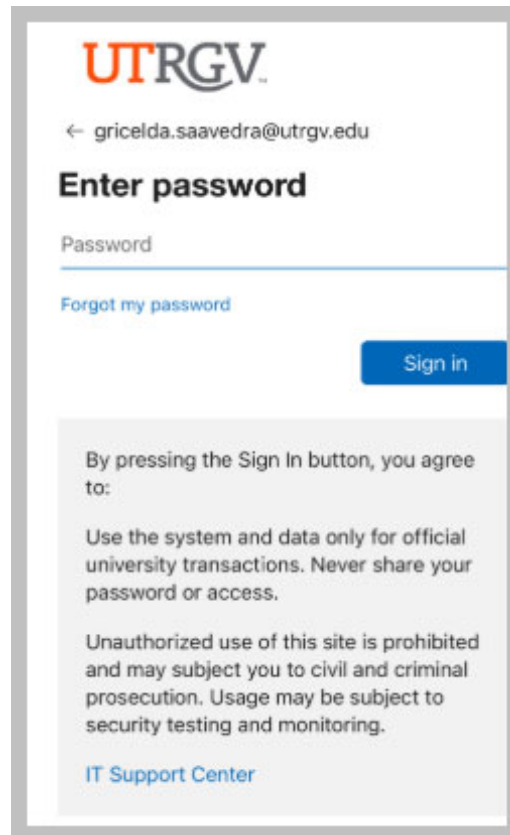 UTRGV™
← gricelda.saavedra@utrgv.edu
Enter password
Password
Forgot my password
Sign in
By pressing the Sign In button, you agree
to:
Use the system and data only for official
university transactions. Never share your
password or access.
Unauthorized use of this site is prohibited
and may subject you to civil and criminal
prosecution. Usage may be subject to
security testing and monitoring.
IT Support Center